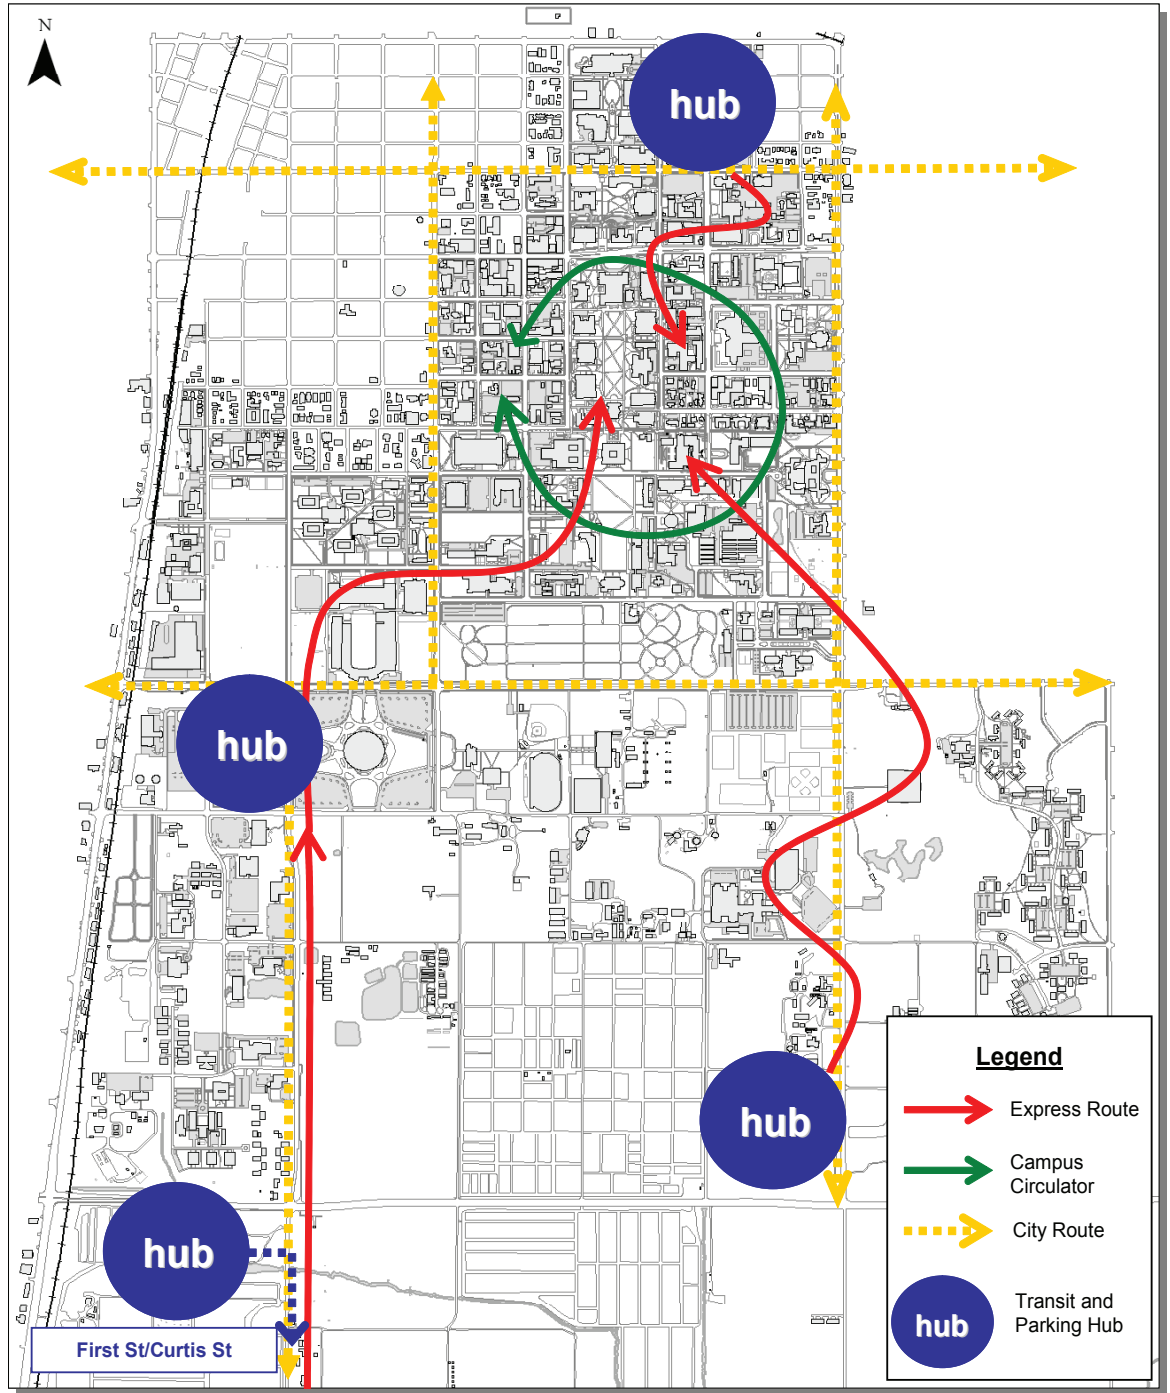 N
hub
hub
hub
hub
First St/Curtis St
Legend
Express Route
Campus
Circulator
City Route
hub
Transit and
Parking Hub